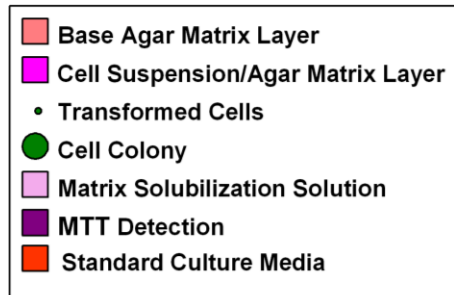 Base Agar Matrix Layer
Cell Suspension/Agar Matrix Layer
Transformed Cells
Cell Colony
Matrix Solubilization Solution
MTT Detection
Standard Culture Media